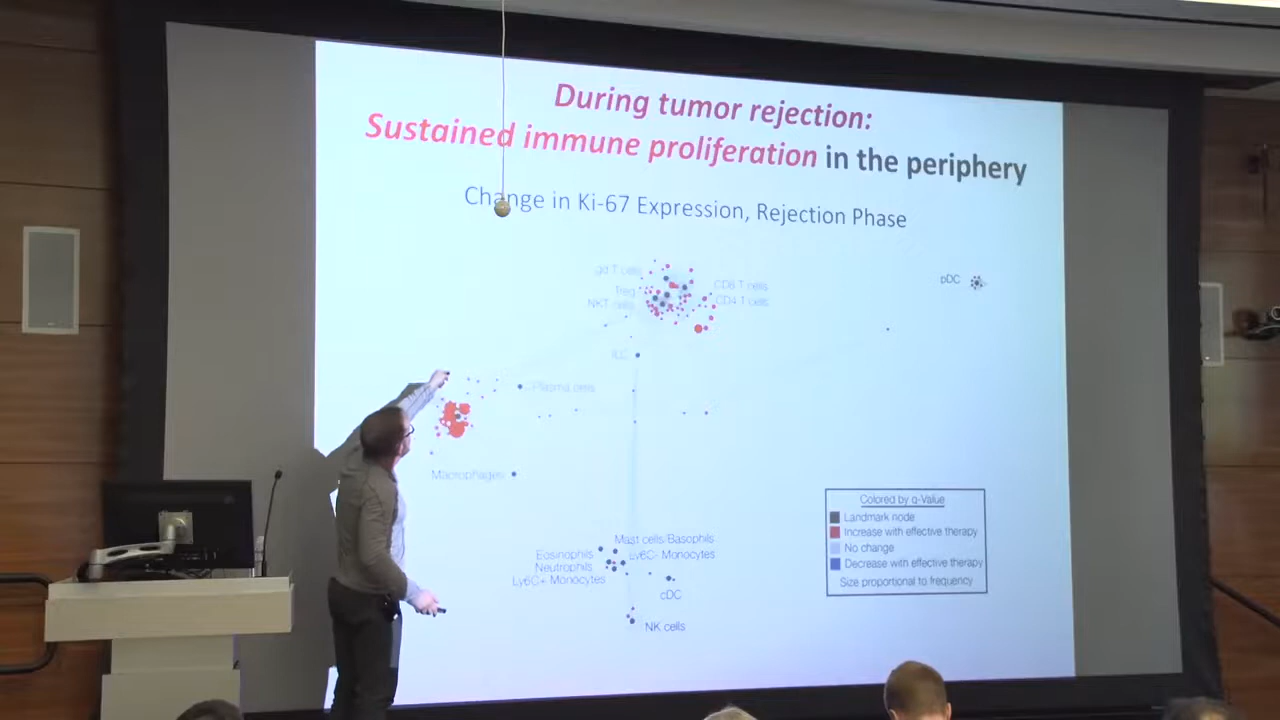 During tumor rejection:
Sustained immune proliferation in the periphery
Change in Ki-67 Expression, Rejection Phase
gd T cells
Treg
NKT cells
CD8 T cells
CD4 T cells
pDC
ILC
Plasma cells
Macrophages
Mast cells/Basophils
Eosinophils
Ly6C- Monocytes
Neutrophils
Ly6C+ Monocytes
cDC
NK cells
Colored by q-Value
Landmark node
Increase with effective therapy
No change
Decrease with effective therapy
Size proportional to frequency